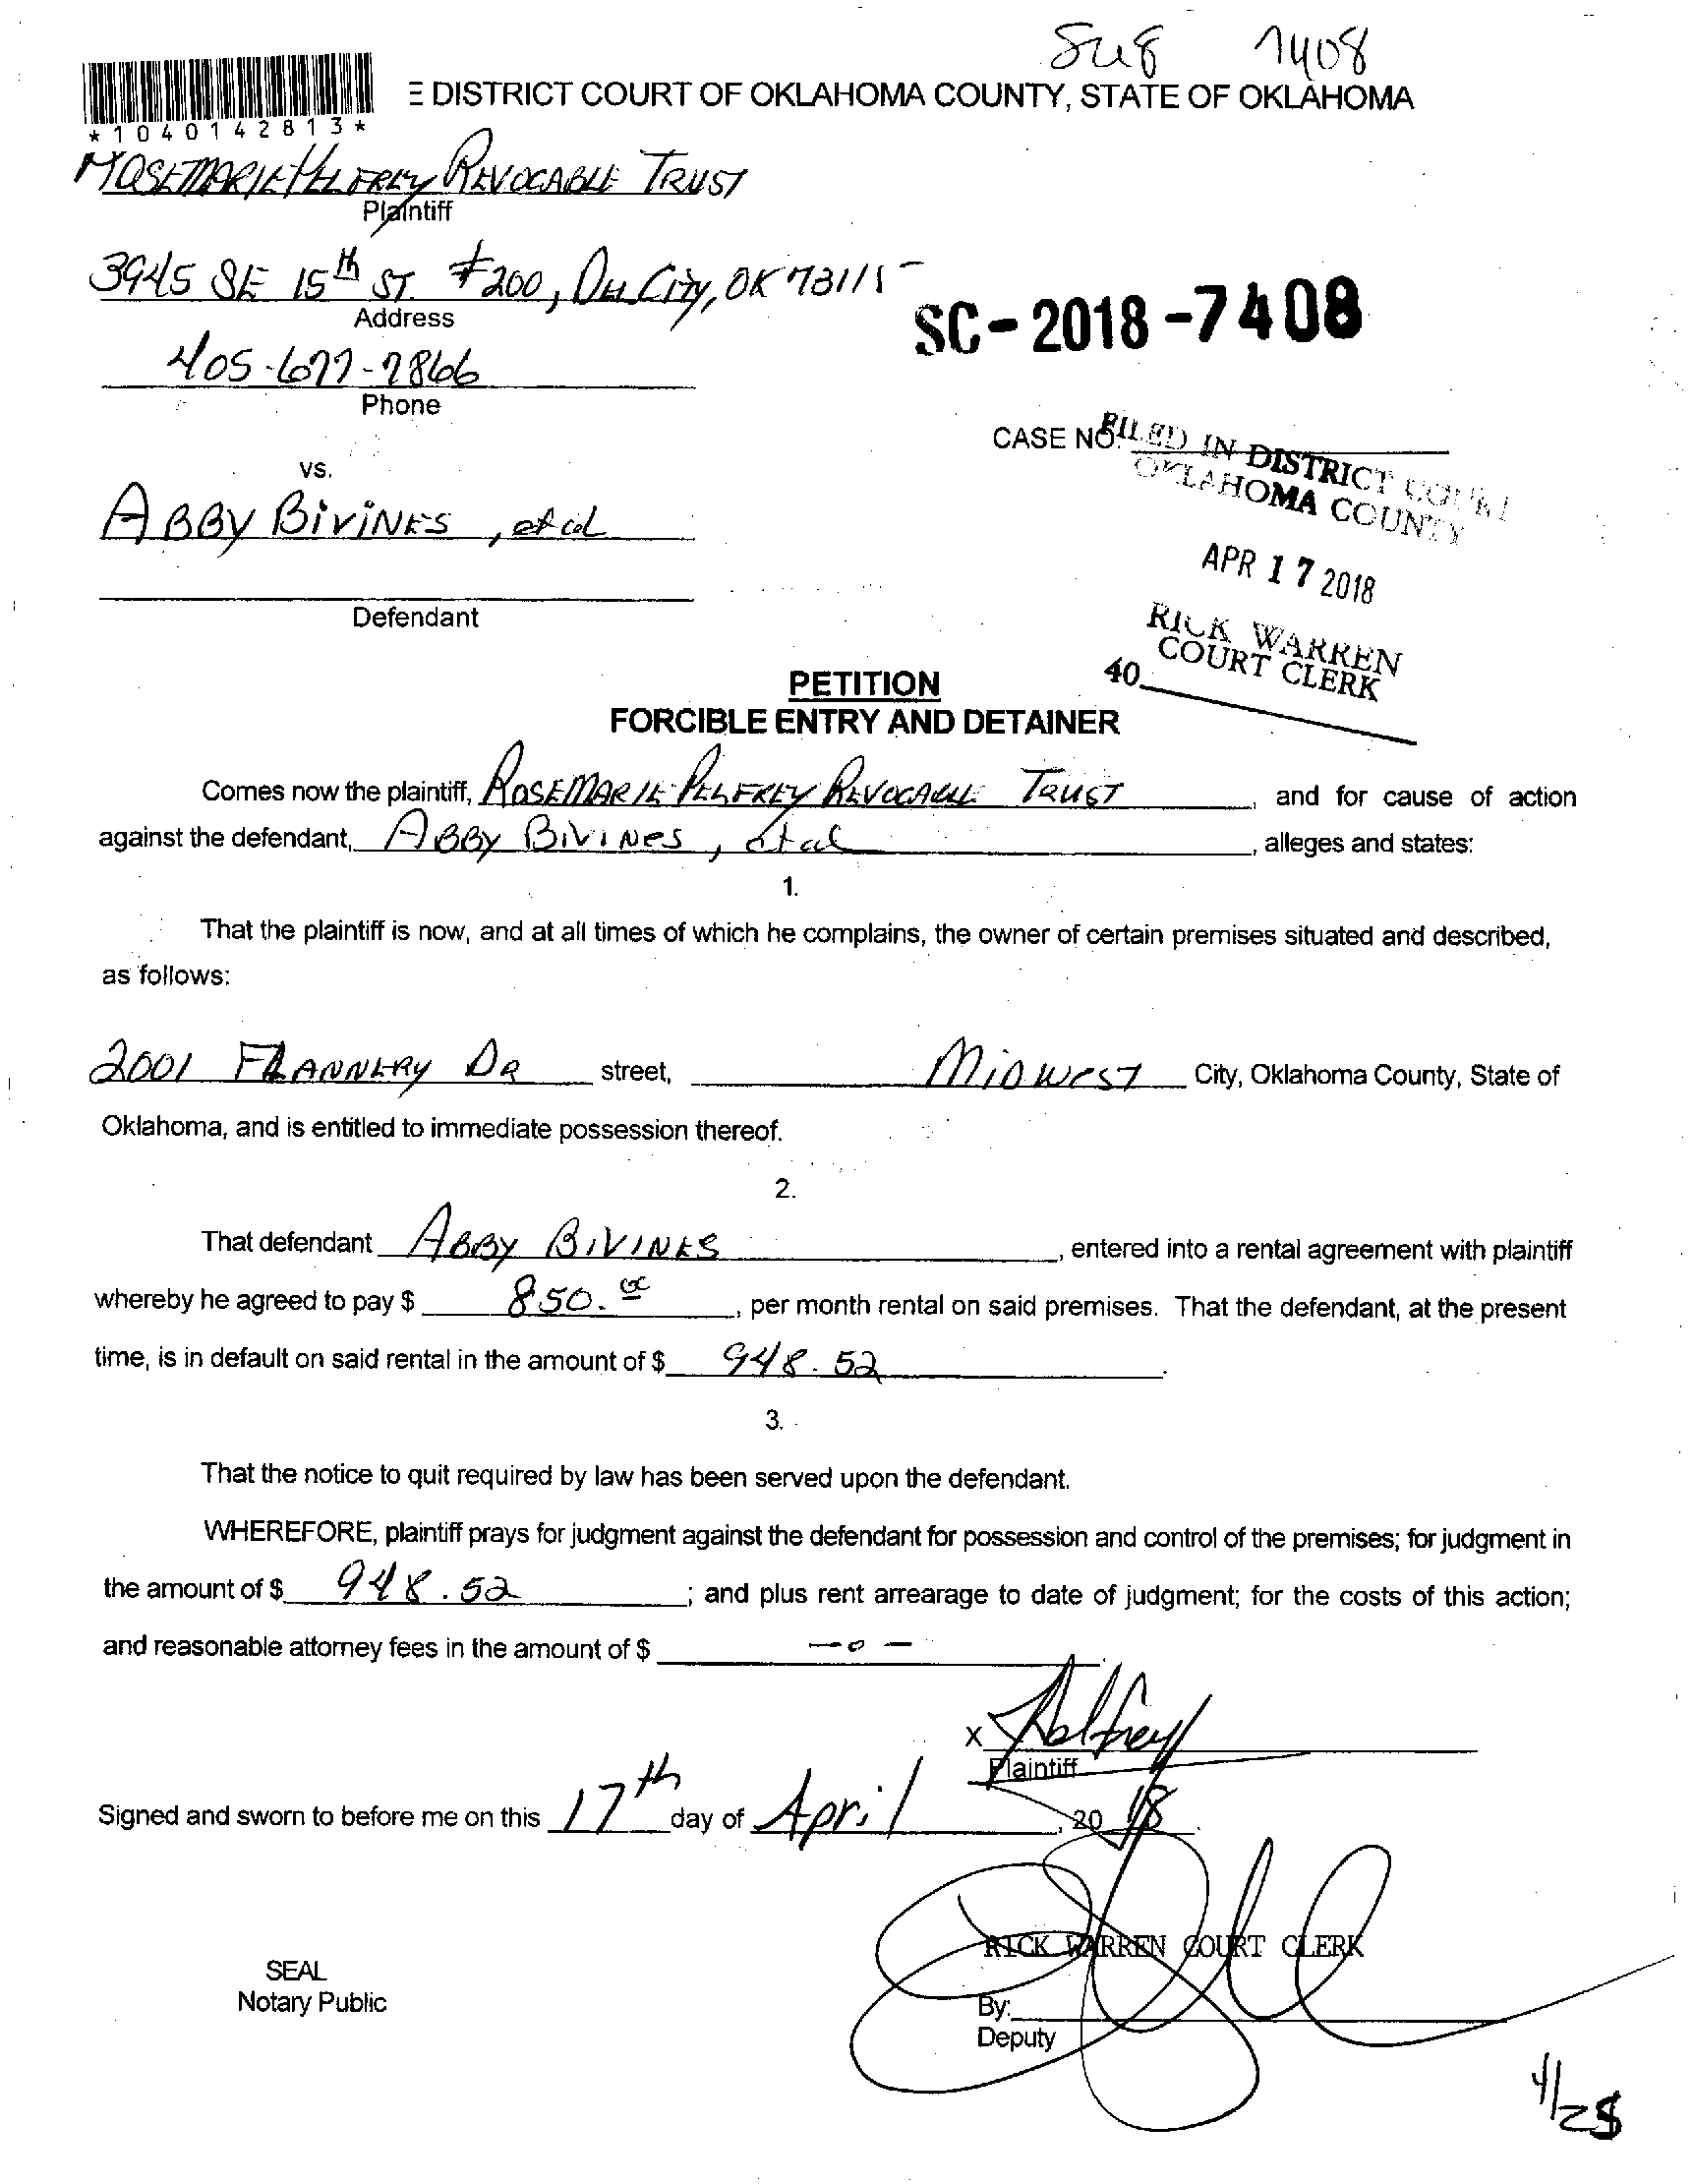 7408
*1040142813*
E DISTRICT COURT OF OKLAHOMA COUNTY, STATE OF OKLAHOMA
REVOCABLE TRUST
Plaintiff
3945 SE 15th ST. #200, Del City, OK 73115
Address
SC-2018-7408
405-677-7866
Phone
CASE NO. FILED IN DISTRICT COURT
OKLAHOMA COUNTY
vs.
ABBY BIVINES, et al
APR 17 2018
Defendant
RICK WARREN
COURT CLERK
40
PETITION
FORCIBLE ENTRY AND DETAINER
Comes now the plaintiff, ROSEMARIE PELFREY REVOCABLE TRUST, and for cause of action
against the defendant, ABBY BIVINES, et al, alleges and states:
1.
That the plaintiff is now, and at all times of which he complains, the owner of certain premises situated and described,
as follows:
2001 FLANNERY DR street, MIDWEST City, Oklahoma County, State of
Oklahoma, and is entitled to immediate possession thereof.
2.
That defendant ABBY BIVINES, entered into a rental agreement with plaintiff
whereby he agreed to pay $ 850.00, per month rental on said premises. That the defendant, at the present
time, is in default on said rental in the amount of $ 948.52.
3.
That the notice to quit required by law has been served upon the defendant.
WHEREFORE, plaintiff prays for judgment against the defendant for possession and control of the premises; for judgment in
the amount of $ 948.52; and plus rent arrearage to date of judgment; for the costs of this action;
and reasonable attorney fees in the amount of $ -0-.
X Pelfrey
Plaintiff
Signed and sworn to before me on this 17th day of April, 2018.
RICK WARREN COURT CLERK
SEAL
Notary Public
By:
Deputy